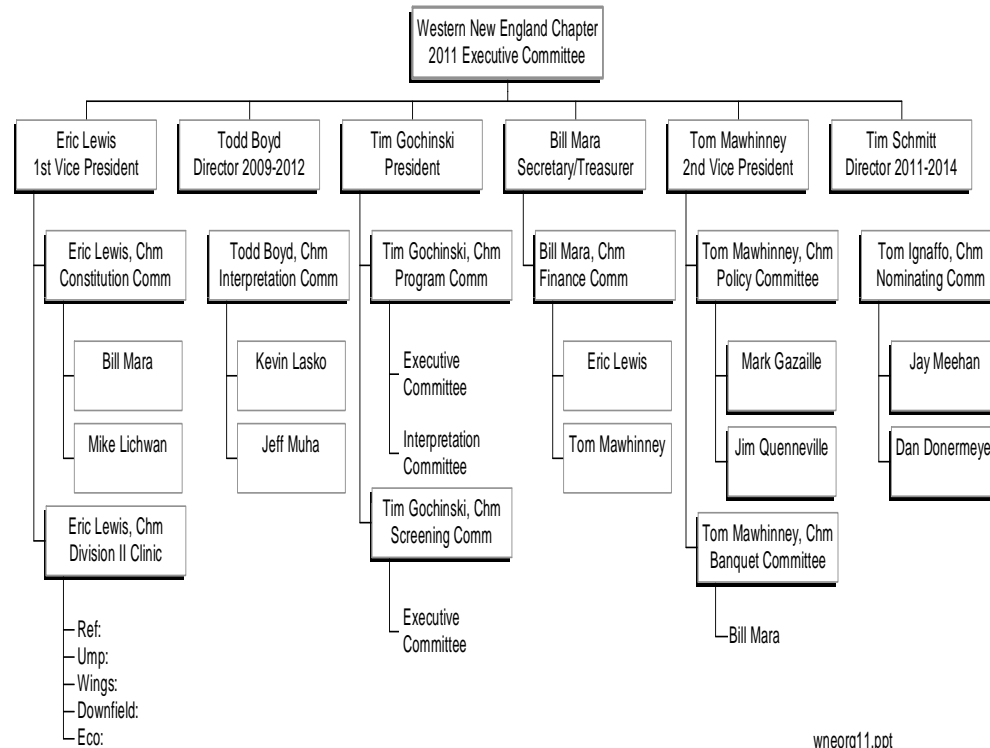 Western New England Chapter
2011 Executive Committee
Eric Lewis
1st Vice President
Todd Boyd
Director 2009-2012
Tim Gochinski
President
Bill Mara
Secretary/Treasurer
Tom Mawhinney
2nd Vice President
Tim Schmitt
Director 2011-2014
Eric Lewis, Chm
Constitution Comm
Todd Boyd, Chm
Interpretation Comm
Tim Gochinski, Chm
Program Comm
Bill Mara, Chm
Finance Comm
Tom Mawhinney, Chm
Policy Committee
Tom Ignaffo, Chm
Nominating Comm
Bill Mara
Kevin Lasko
Executive
Committee
Eric Lewis
Mark Gazaille
Jay Meehan
Mike Lichwan
Jeff Muha
Interpretation
Committee
Tom Mawhinney
Jim Quenneville
Dan Donermeye
Eric Lewis, Chm
Division II Clinic
Tim Gochinski, Chm
Screening Comm
Tom Mawhinney, Chm
Banquet Committee
Executive
Committee
Bill Mara
Ref:
Ump:
Wings:
Downfield:
Eco:
wneorg11.ppt